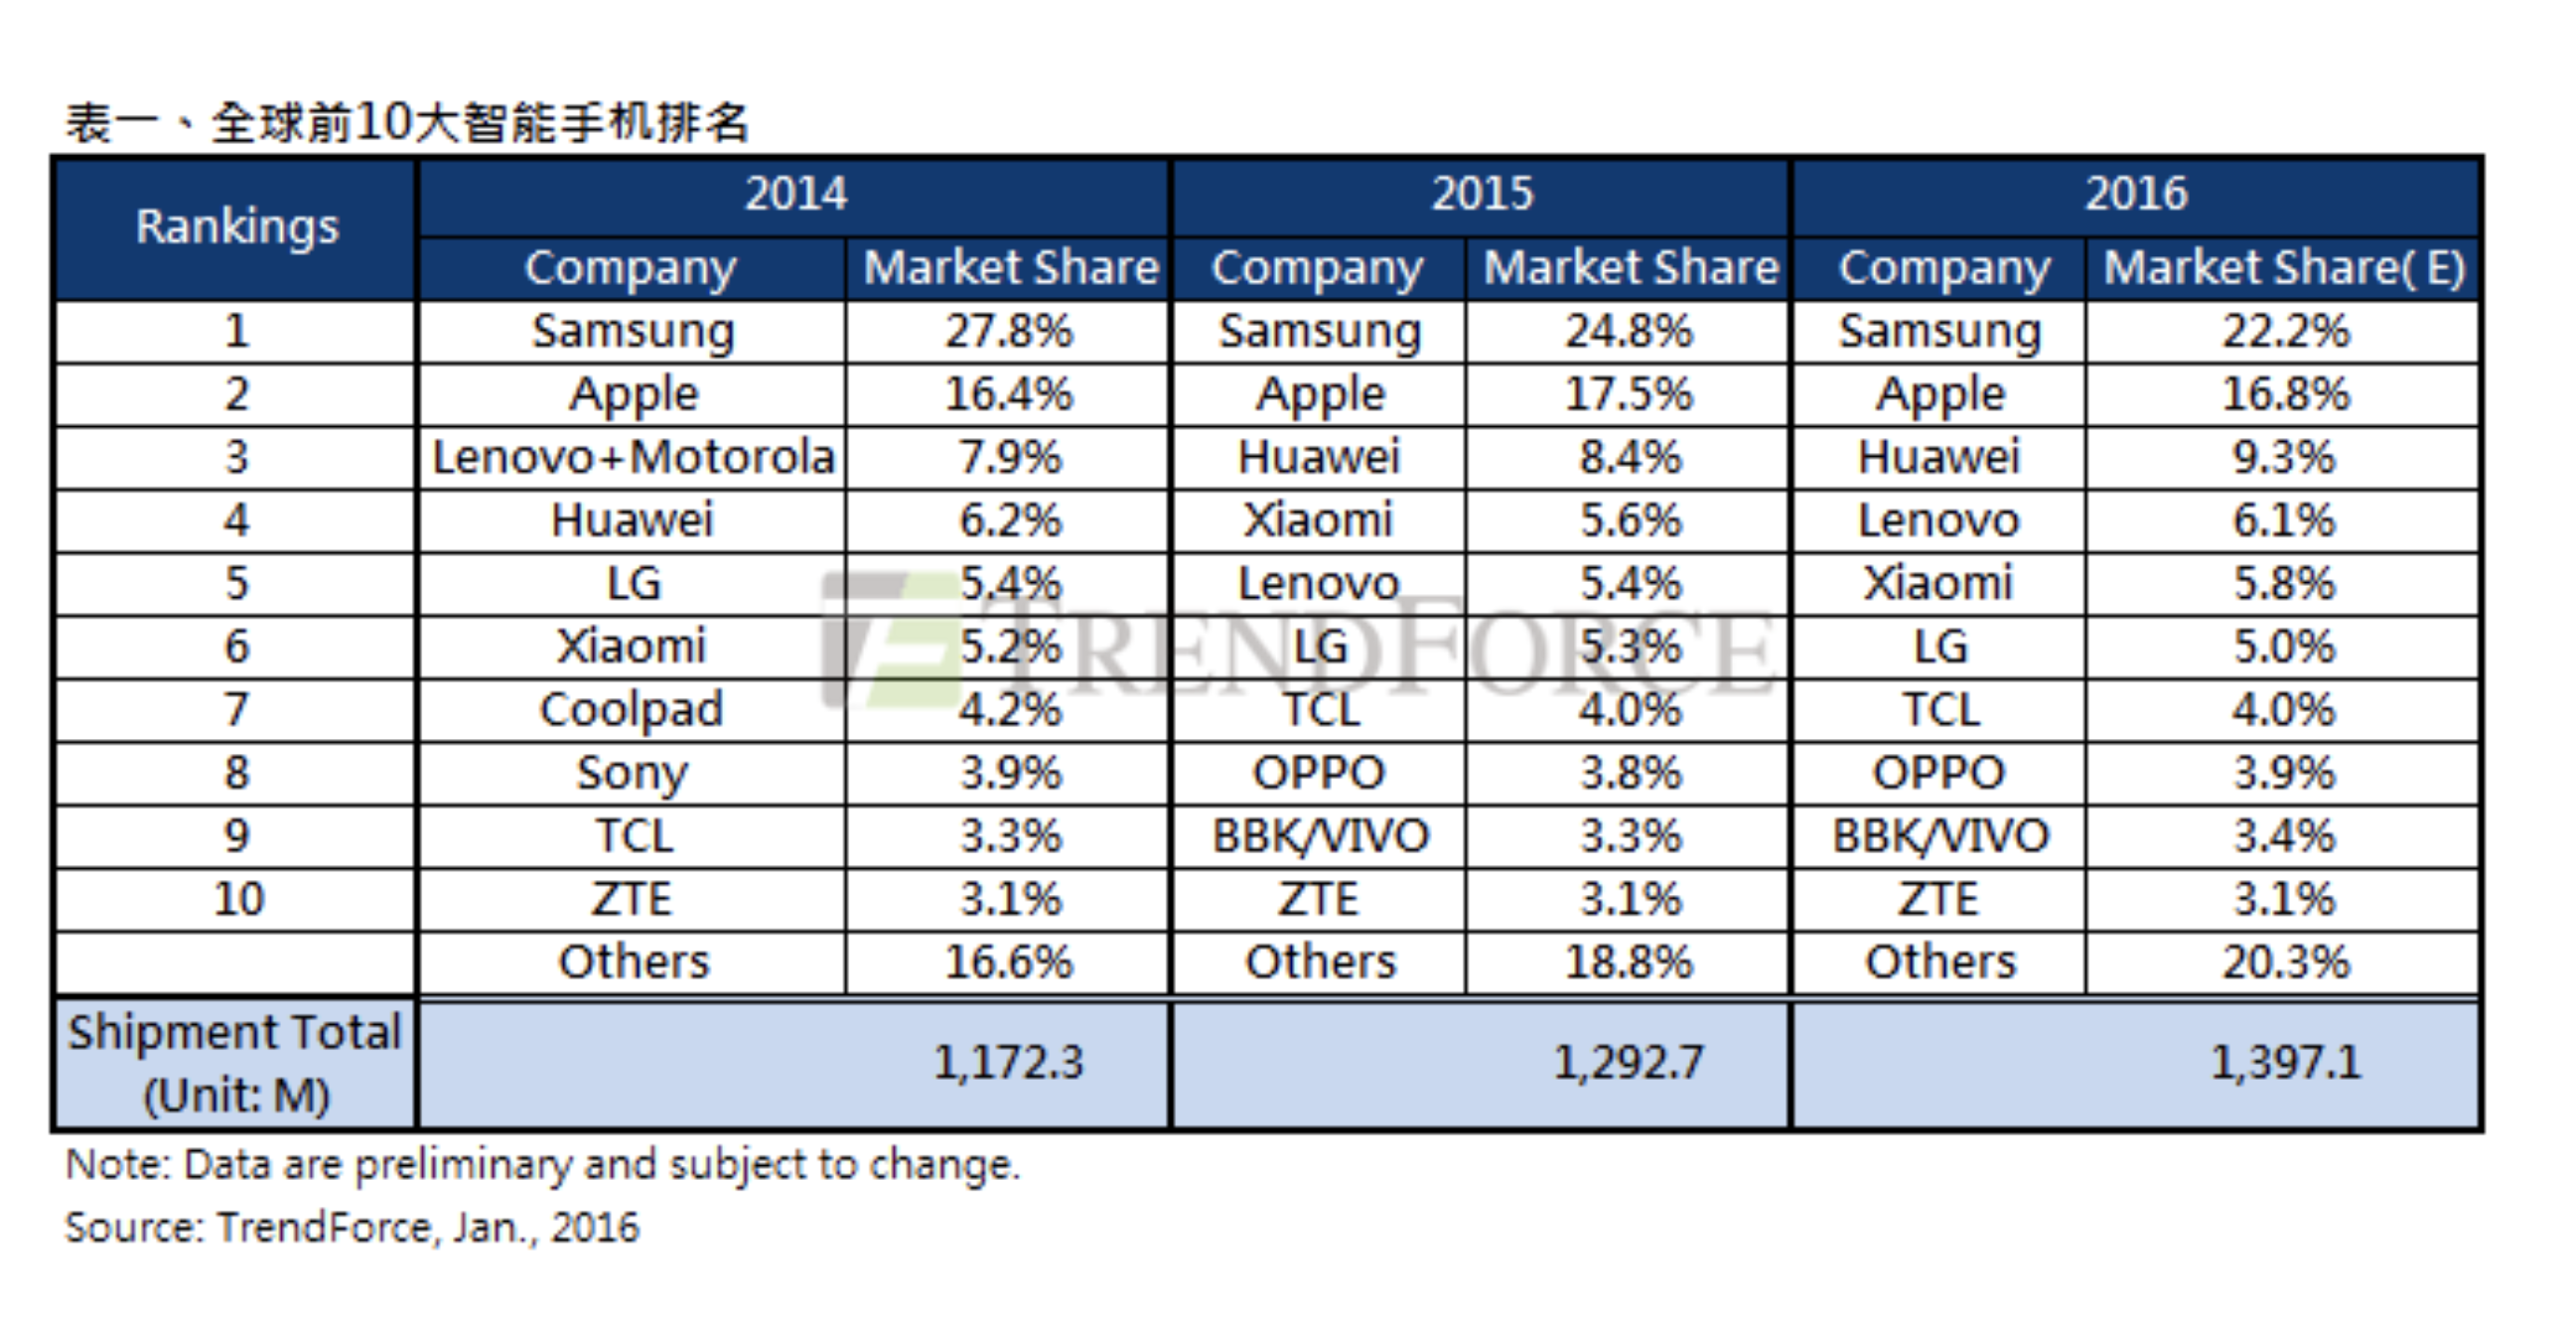 表一、全球前10大智能手机排名
Rankings 2014 2015 2016
Company Market Share Company Market Share Company Market Share( E)
1 Samsung 27.8% Samsung 24.8% Samsung 22.2%
2 Apple 16.4% Apple 17.5% Apple 16.8%
3 Lenovo+Motorola 7.9% Huawei 8.4% Huawei 9.3%
4 Huawei 6.2% Xiaomi 5.6% Lenovo 6.1%
5 LG 5.4% Lenovo 5.4% Xiaomi 5.8%
6 Xiaomi 5.2% LG 5.3% LG 5.0%
7 Coolpad 4.2% TCL 4.0% TCL 4.0%
8 Sony 3.9% OPPO 3.8% OPPO 3.9%
9 TCL 3.3% BBK/VIVO 3.3% BBK/VIVO 3.4%
10 ZTE 3.1% ZTE 3.1% ZTE 3.1%
Others 16.6% Others 18.8% Others 20.3%
Shipment Total
(Unit: M) 1,172.3 1,292.7 1,397.1
Note: Data are preliminary and subject to change.
Source: TrendForce, Jan., 2016
TRENDFORCE